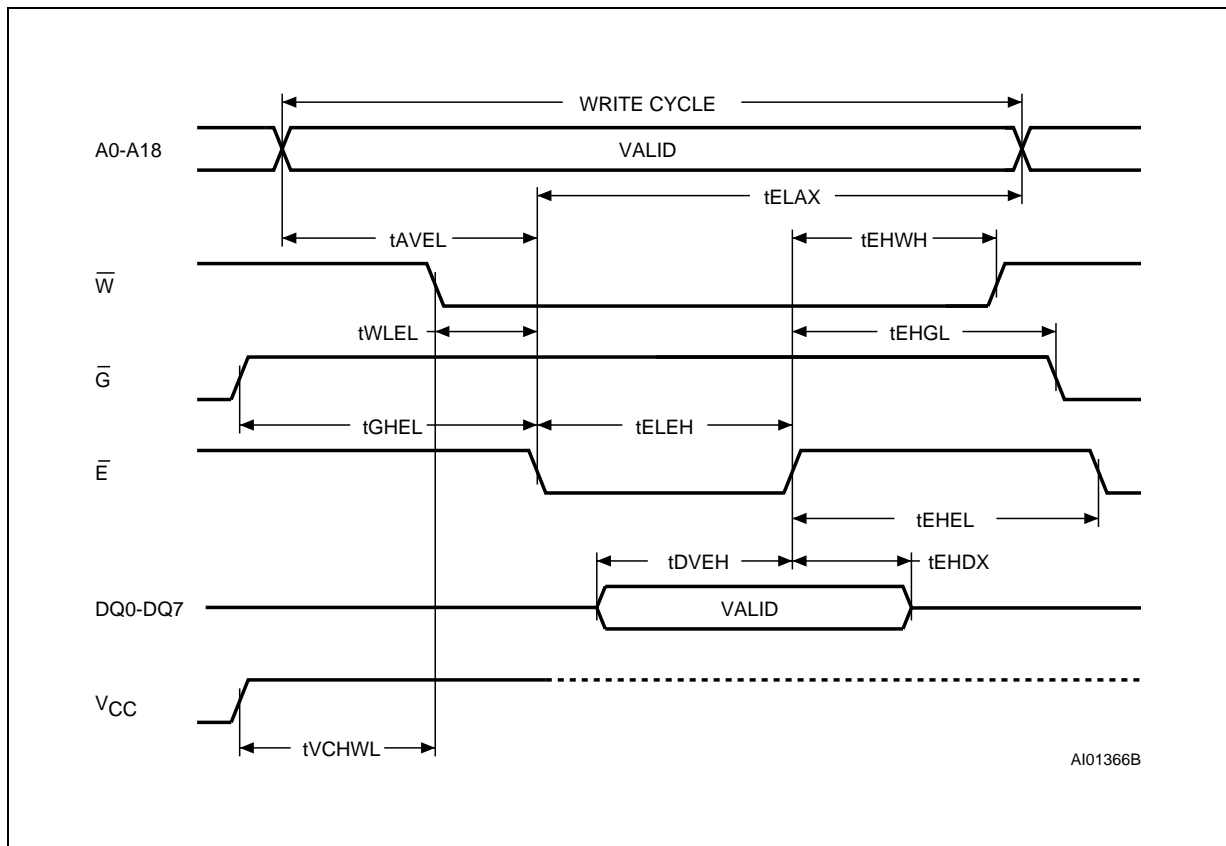 WRITE CYCLE
A0-A18
VALID
tELAX
tAVEL
tEHWH
W̅
tWLEL
tEHGL
G̅
tGHEL
tELEH
E̅
tEHEL
tDVEH
tEHDX
DQ0-DQ7
VALID
VCC
tVCHWL
AI01366B